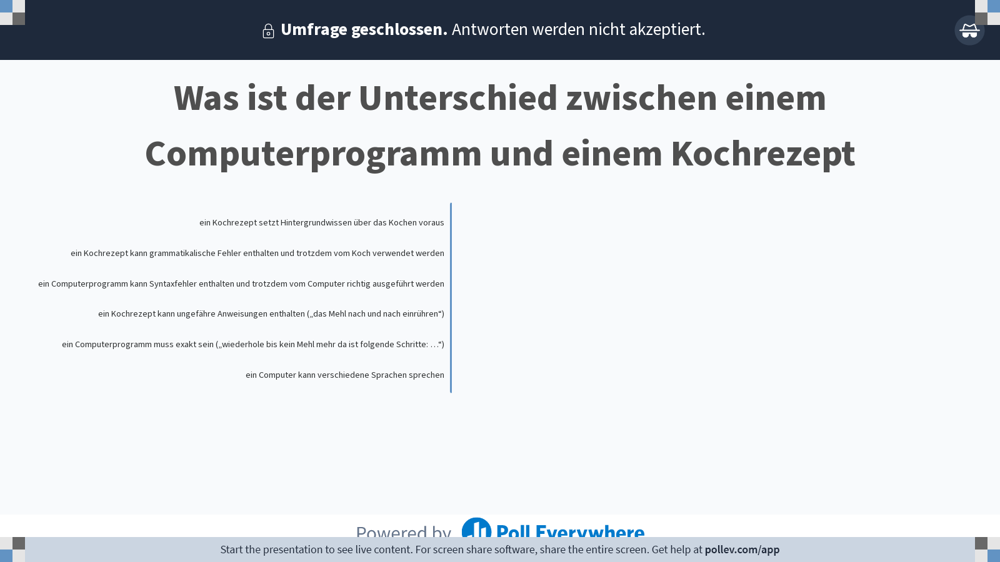 Umfrage geschlossen. Antworten werden nicht akzeptiert.
Was ist der Unterschied zwischen einem
Computerprogramm und einem Kochrezept
ein Kochrezept setzt Hintergrundwissen über das Kochen voraus
ein Kochrezept kann grammatikalische Fehler enthalten und trotzdem vom Koch verwendet werden
ein Computerprogramm kann Syntaxfehler enthalten und trotzdem vom Computer richtig ausgeführt werden
ein Kochrezept kann ungefähre Anweisungen enthalten („das Mehl nach und nach einrühren“)
ein Computerprogramm muss exakt sein („wiederhole bis kein Mehl mehr da ist folgende Schritte: …“)
ein Computer kann verschiedene Sprachen sprechen
Powered by Poll Everywhere
Start the presentation to see live content. For screen share software, share the entire screen. Get help at pollev.com/app